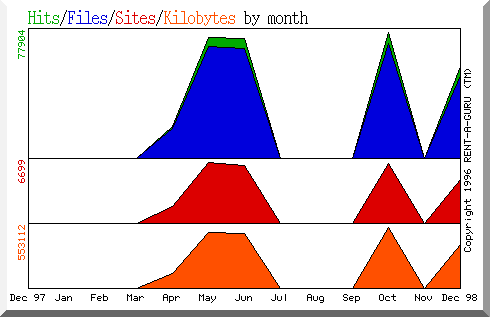 Hits/Files/Sites/Kilobytes by month
77904
6699
553112
Copyright 1996 RENT-A-GURU (TM)
Dec 97 Jan Feb Mar Apr May Jun Jul Aug Sep Oct Nov Dec 98